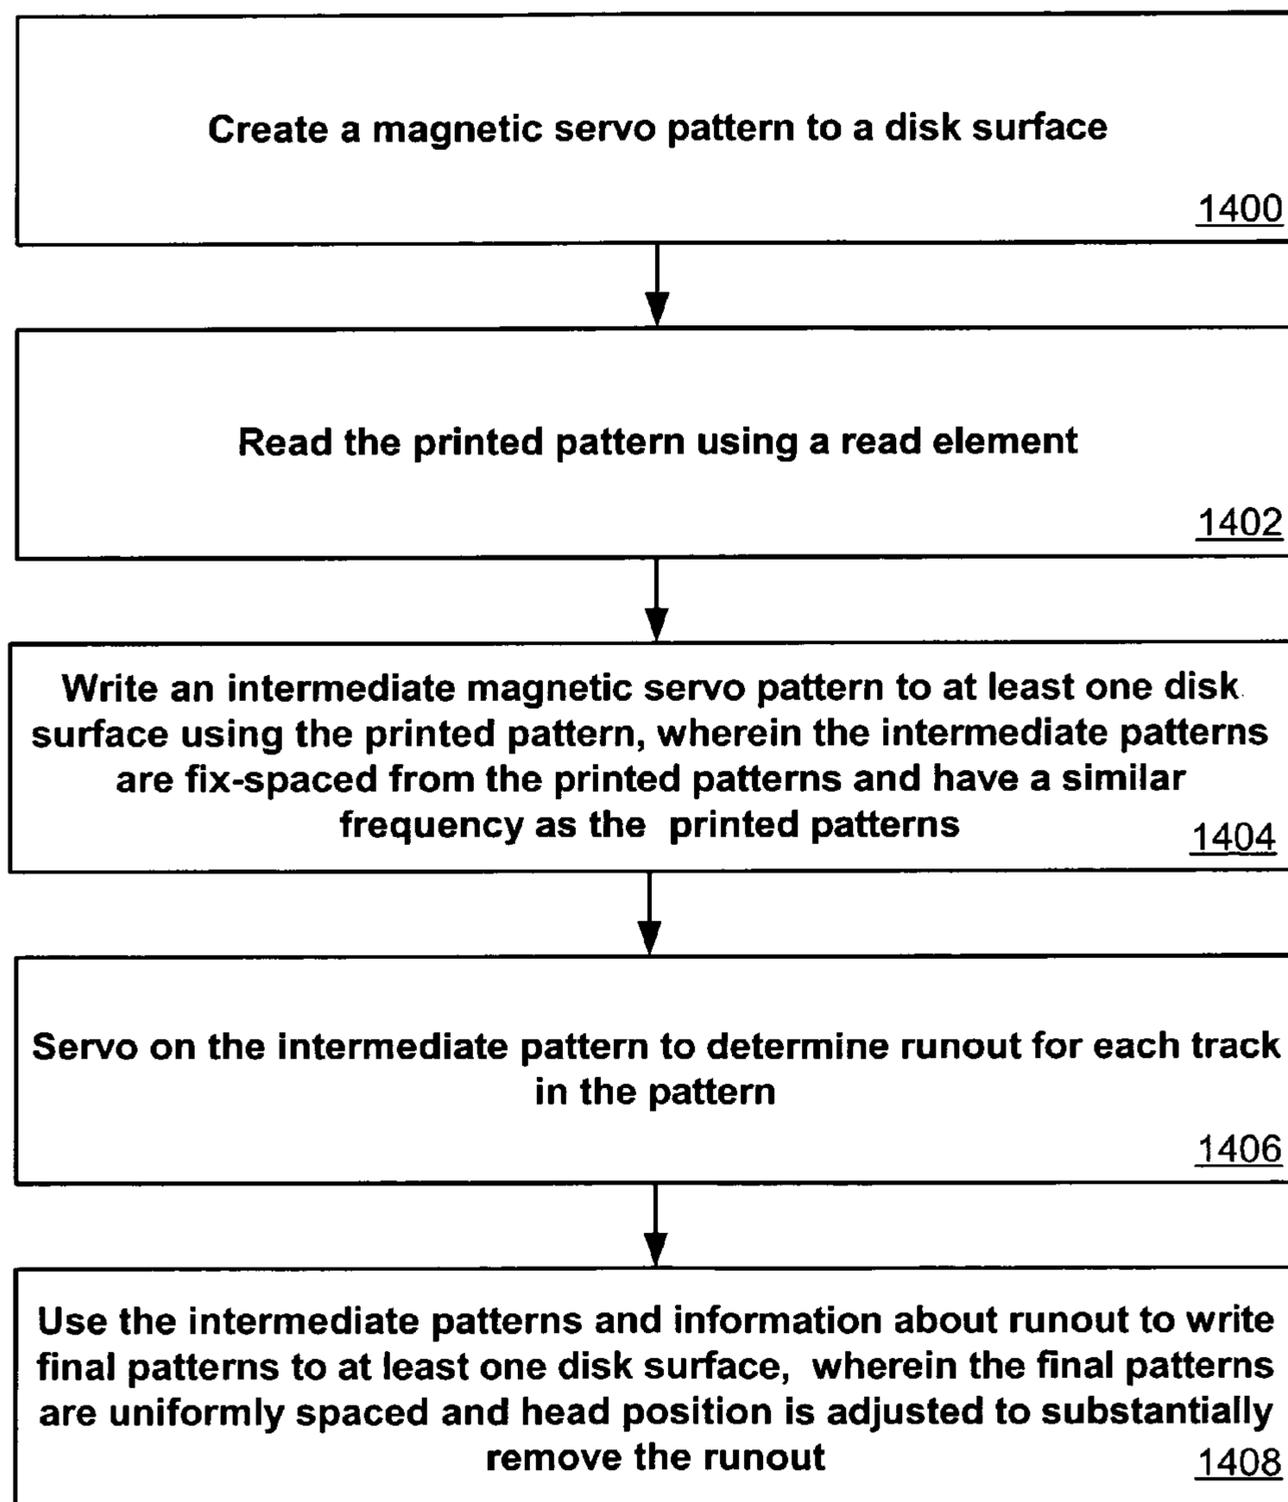 Create a magnetic servo pattern to a disk surface
1400
Read the printed pattern using a read element
1402
Write an intermediate magnetic servo pattern to at least one disk
surface using the printed pattern, wherein the intermediate patterns
are fix-spaced from the printed patterns and have a similar
frequency as the printed patterns
1404
Servo on the intermediate pattern to determine runout for each track
in the pattern
1406
Use the intermediate patterns and information about runout to write
final patterns to at least one disk surface, wherein the final patterns
are uniformly spaced and head position is adjusted to substantially
remove the runout
1408